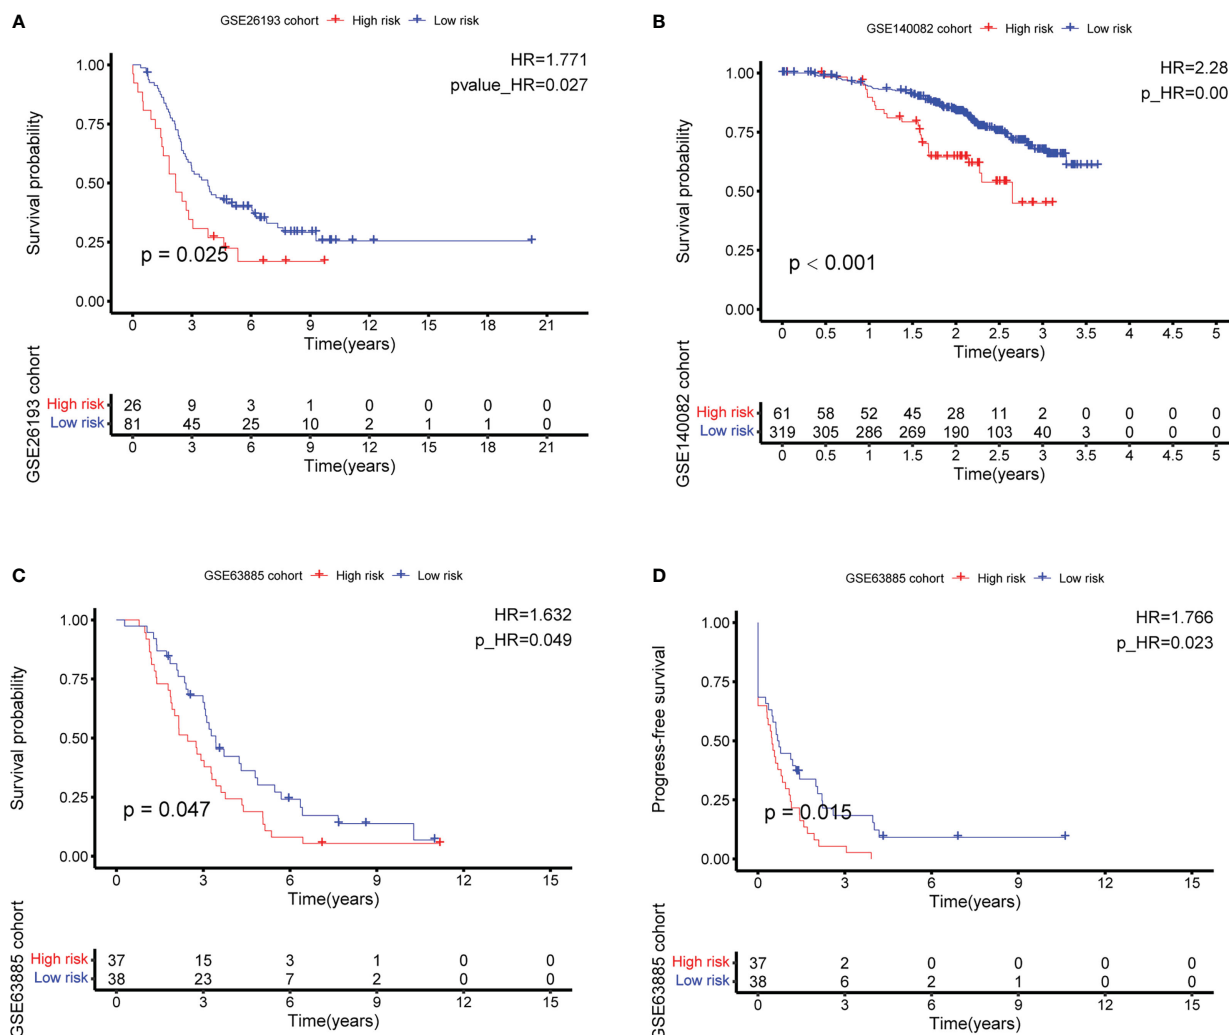 A
GSE26193 cohort High risk Low risk
HR=1.771
pvalue_HR=0.027
Survival probability
1.00
0.75
0.50
0.25
0.00
p = 0.025
0 3 6 9 12 15 18 21
Time(years)
GSE26193 cohort
High risk 26 9 3 1 0 0 0 0
Low risk 81 45 25 10 2 1 1 0
0 3 6 9 12 15 18 21
Time(years)
B
GSE140082 cohort High risk Low risk
HR=2.28
p_HR=0.00
Survival probability
1.00
0.75
0.50
0.25
0.00
p < 0.001
0 0.5 1 1.5 2 2.5 3 3.5 4 4.5 5
Time(years)
GSE140082 cohort
High risk 61 58 52 45 28 11 2 0 0 0 0
Low risk 319 305 286 269 190 103 40 3 0 0 0
0 0.5 1 1.5 2 2.5 3 3.5 4 4.5 5
Time(years)
C
GSE63885 cohort High risk Low risk
HR=1.632
p_HR=0.049
Survival probability
1.00
0.75
0.50
0.25
0.00
p = 0.047
0 3 6 9 12 15
Time(years)
GSE63885 cohort
High risk 37 15 3 1 0 0
Low risk 38 23 7 2 0 0
0 3 6 9 12 15
Time(years)
D
GSE63885 cohort High risk Low risk
HR=1.766
p_HR=0.023
Progress-free survival
1.00
0.75
0.50
0.25
0.00
p = 0.015
0 3 6 9 12 15
Time(years)
GSE63885 cohort
High risk 37 2 0 0 0 0
Low risk 38 6 2 1 0 0
0 3 6 9 12 15
Time(years)